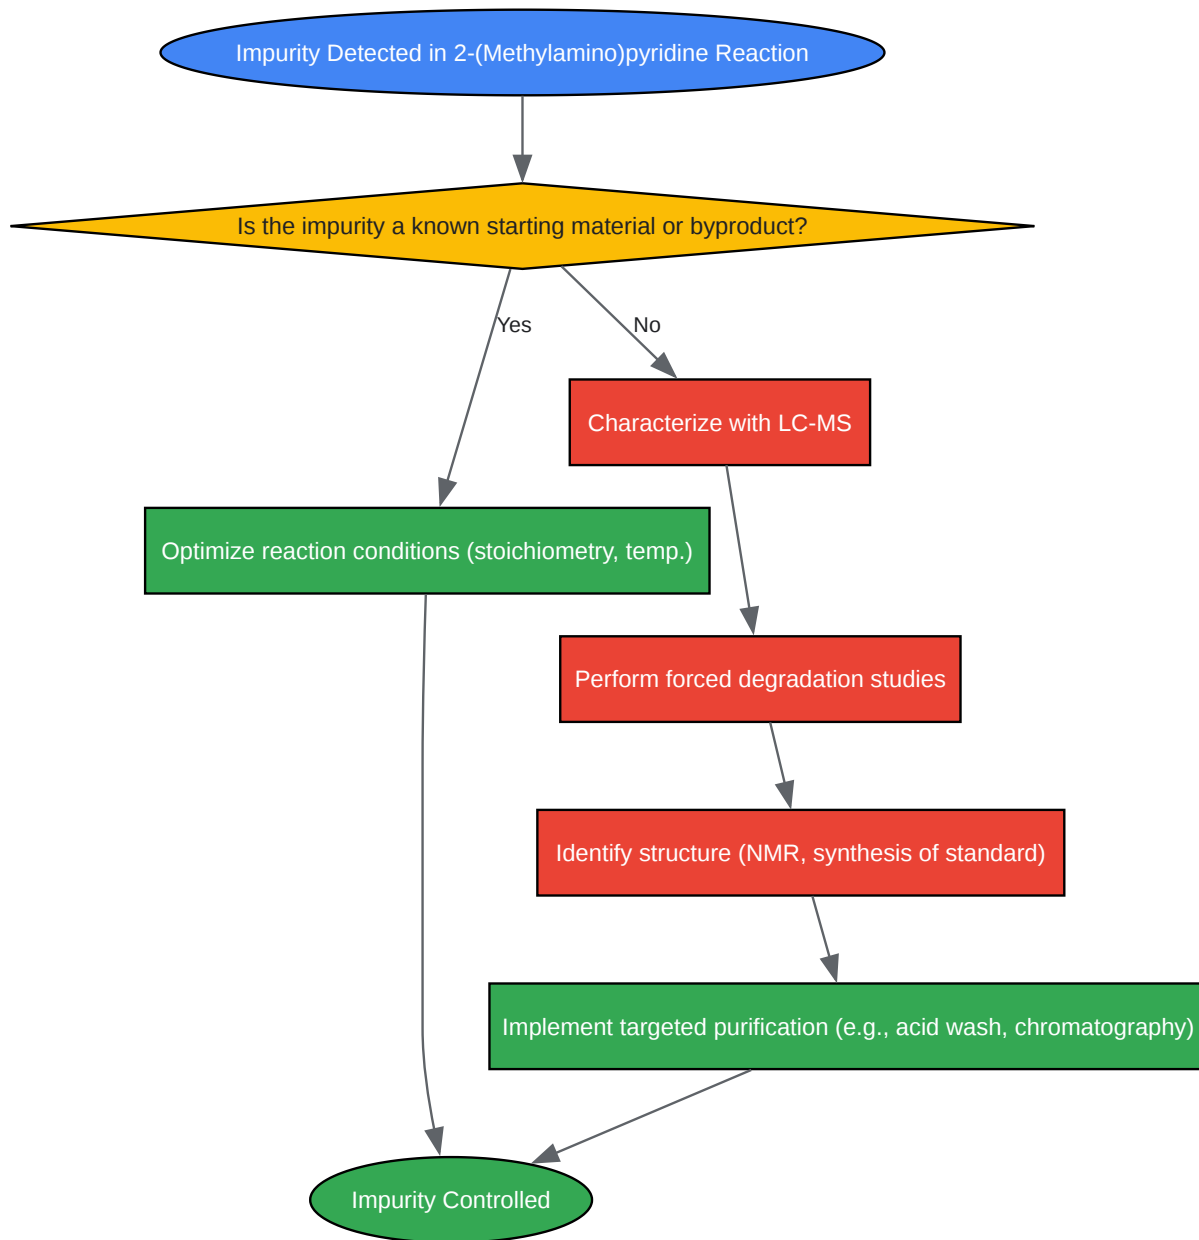 Impurity Detected in 2-(Methylamino)pyridine Reaction
Is the impurity a known starting material or byproduct?
Yes
No
Characterize with LC-MS
Optimize reaction conditions (stoichiometry, temp.)
Perform forced degradation studies
Identify structure (NMR, synthesis of standard)
Implement targeted purification (e.g., acid wash, chromatography)
Impurity Controlled